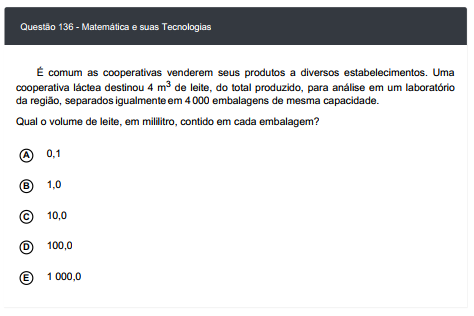 Questão 136 - Matemática e suas Tecnologias
É comum as cooperativas venderem seus produtos a diversos estabelecimentos. Uma
cooperativa láctea destinou 4 m³ de leite, do total produzido, para análise em um laboratório
da região, separados igualmente em 4 000 embalagens de mesma capacidade.
Qual o volume de leite, em mililitro, contido em cada embalagem?
A 0,1
B 1,0
C 10,0
D 100,0
E 1 000,0